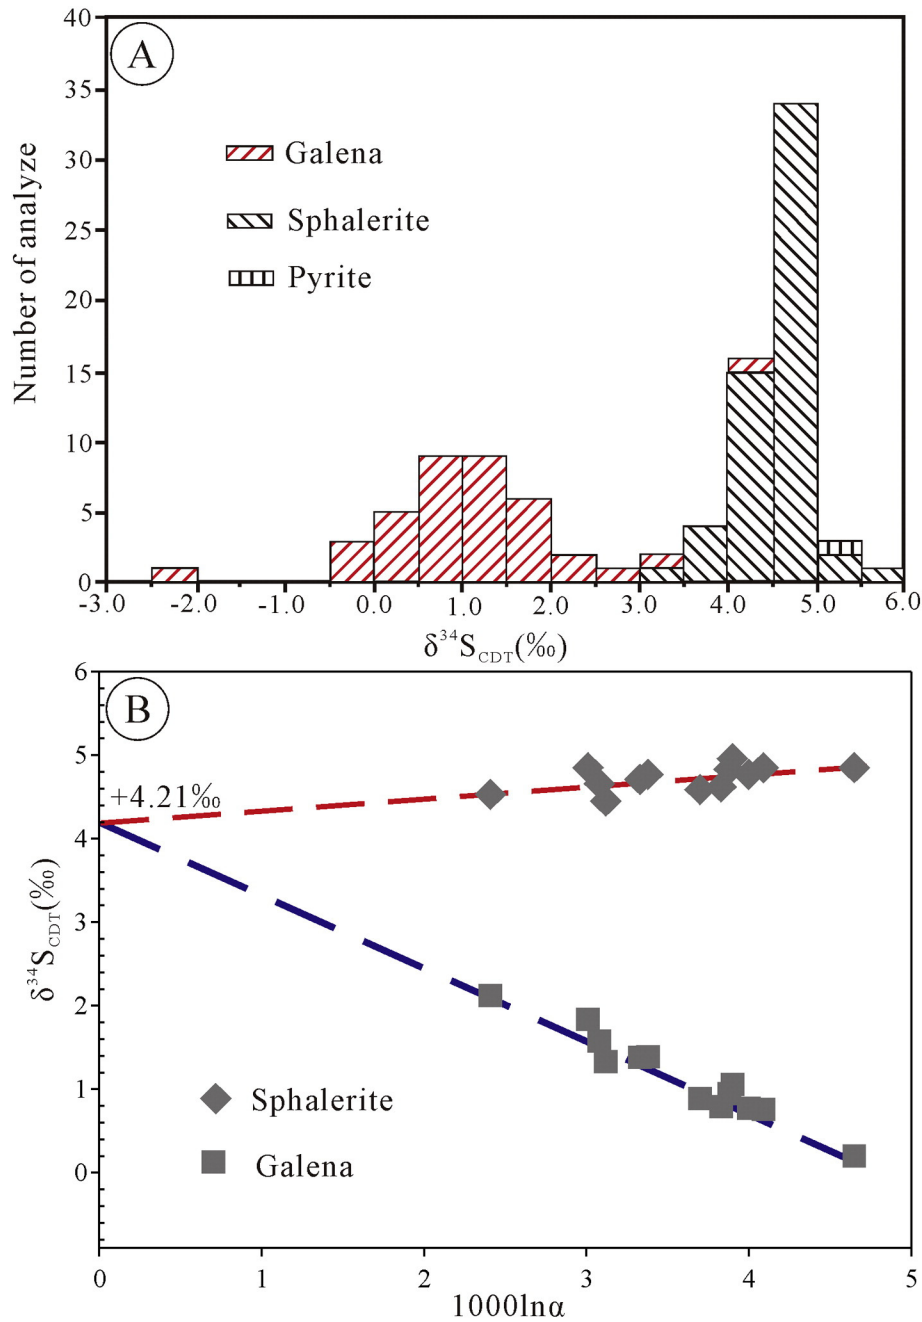 A
40
35
30
25
20
15
10
5
0
Number of analyze
Galena
Sphalerite
Pyrite
-3.0 -2.0 -1.0 0.0 1.0 2.0 3.0 4.0 5.0 6.0
δ³⁴S_CDT(‰)
B
6
5
4
3
2
1
0
+4.21‰
δ³⁴S_CDT(‰)
Sphalerite
Galena
0 1 2 3 4 5
1000lnα